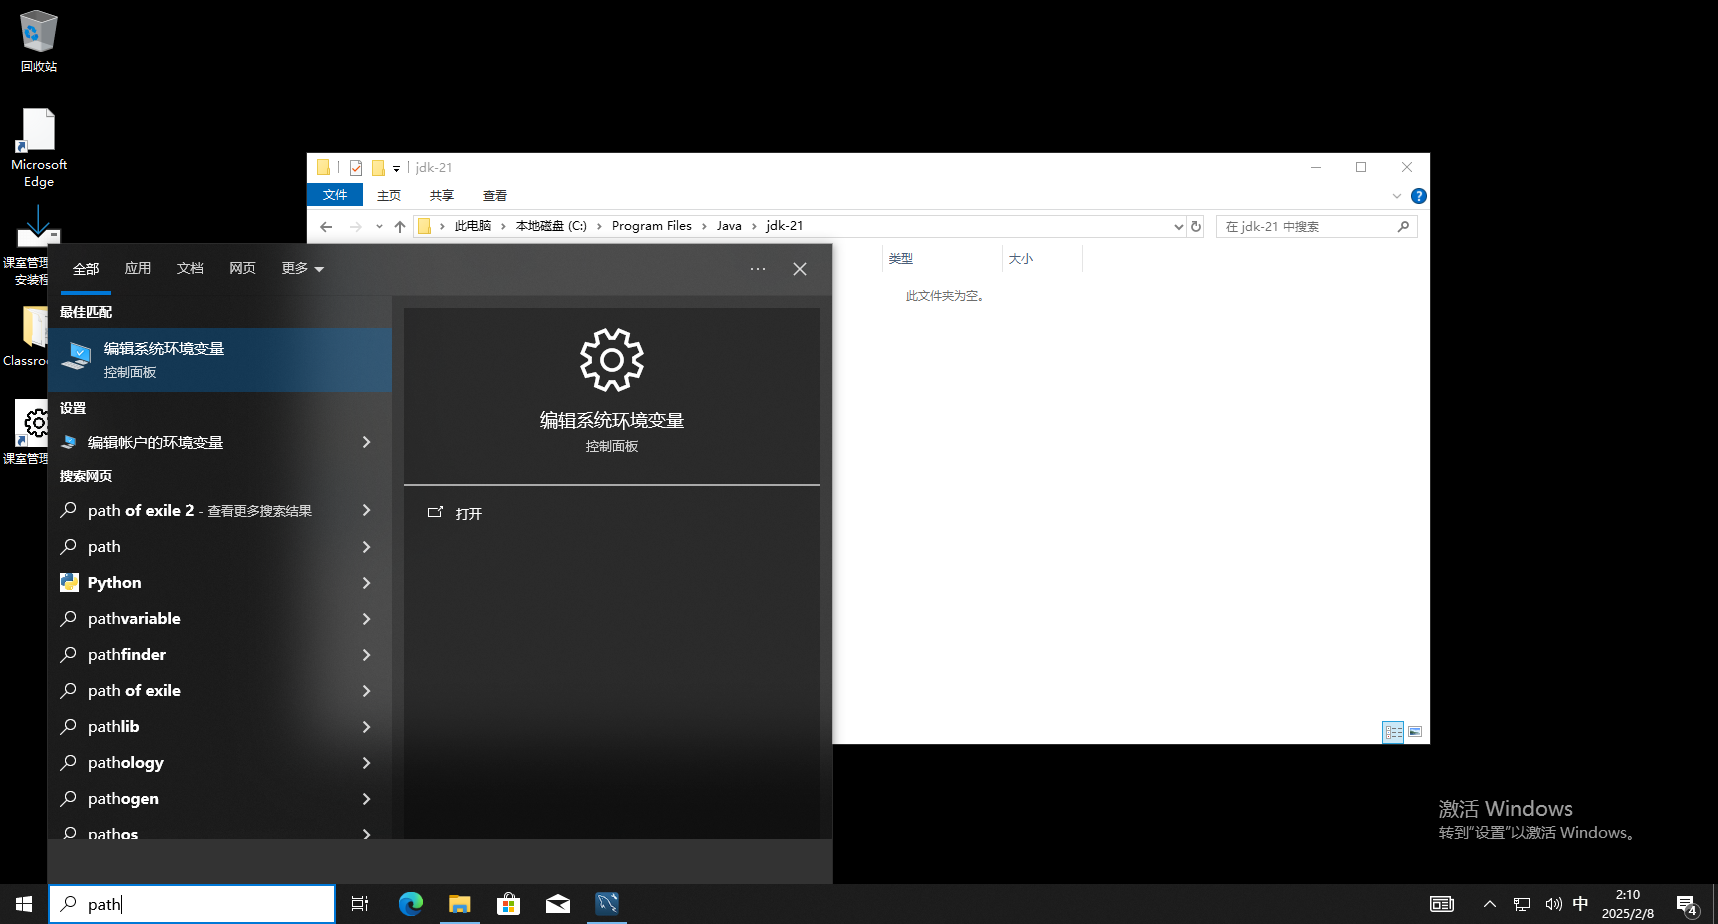 回收站
Microsoft
Edge
课室管理
安装程
Classroo
课室管理
jdk-21
文件
主页
共享
查看
此电脑
本地磁盘 (C:)
Program Files
Java
jdk-21
在 jdk-21 中搜索
类型
大小
此文件夹为空。
全部
应用
文档
网页
更多
最佳匹配
编辑系统环境变量
控制面板
设置
编辑帐户的环境变量
搜索网页
path of exile 2 - 查看更多搜索结果
path
Python
pathvariable
pathfinder
path of exile
pathlib
pathology
pathogen
pathos
编辑系统环境变量
控制面板
打开
激活 Windows
转到"设置"以激活 Windows。
path
中
2:10
2025/2/8
4